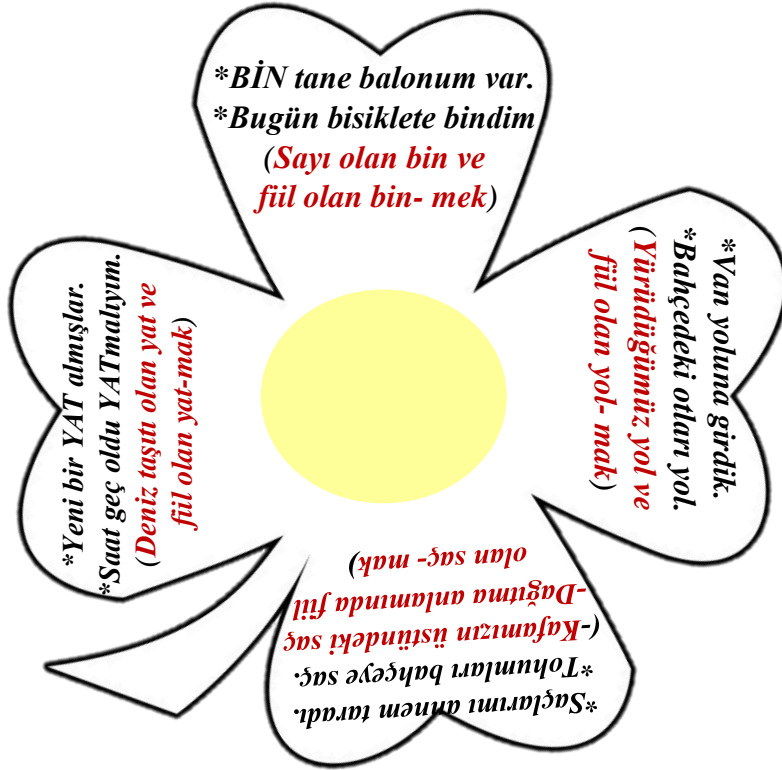 *BİN tane balonum var.
*Bugün bisiklete bindim
(Sayı olan bin ve
fiil olan bin- mek)
*Van yoluna girdik.
*Bahçedeki otları yol.
(Yürüdüğümüz yol ve
fiil olan yol- mak)
*Saçlarımı annem taradı.
*Tohumları bahçeye saç.
(-Kafamızın üstündeki saç
-Dağıtma anlamında fiil
olan saç- mak)
*Yeni bir YAT almışlar.
*Saat geç oldu YATmalıyım.
(Deniz taşıtı olan yat ve
fiil olan yat-mak)